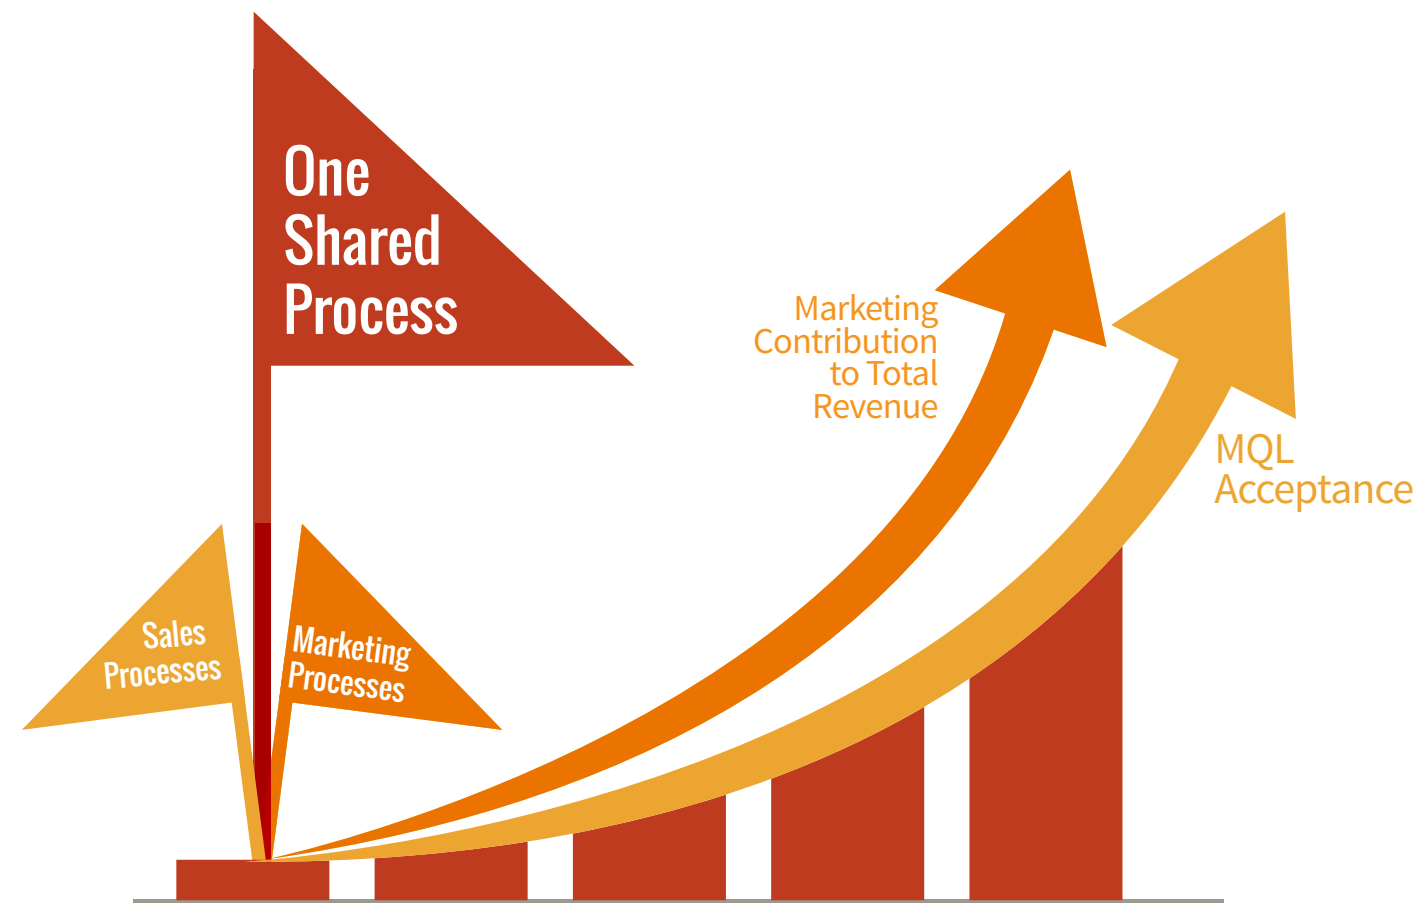 One
Shared
Process
Marketing
Contribution
to Total
Revenue
MQL
Acceptance
Sales
Processes
Marketing
Processes